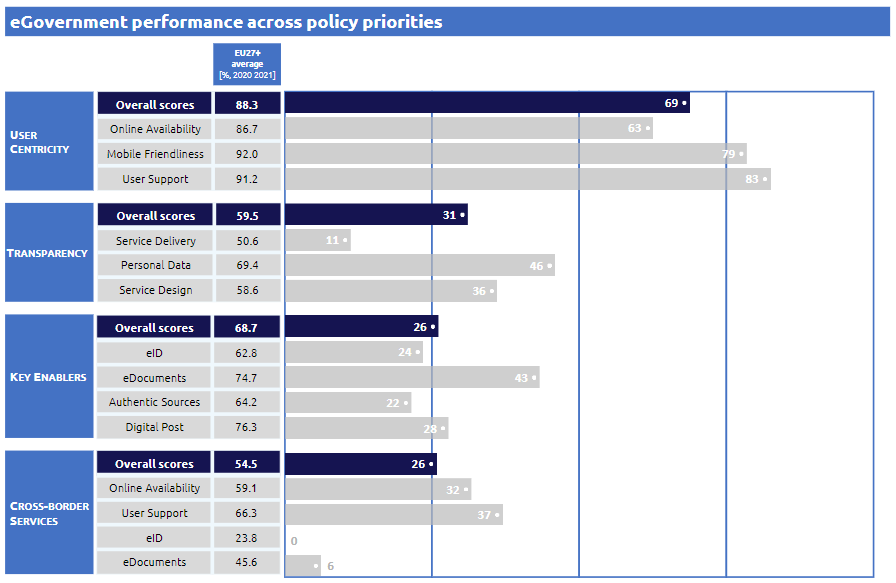 eGovernment performance across policy priorities
EU27+
average
[%, 2020 2021]
USER
CENTRICITY
Overall scores 88.3 69
Online Availability 86.7 63
Mobile Friendliness 92.0 79
User Support 91.2 83
TRANSPARENCY
Overall scores 59.5 31
Service Delivery 50.6 11
Personal Data 69.4 46
Service Design 58.6 36
KEY ENABLERS
Overall scores 68.7 26
eID 62.8 24
eDocuments 74.7 43
Authentic Sources 64.2 22
Digital Post 76.3 28
CROSS-BORDER
SERVICES
Overall scores 54.5 26
Online Availability 59.1 32
User Support 66.3 37
eID 23.8 0
eDocuments 45.6 6